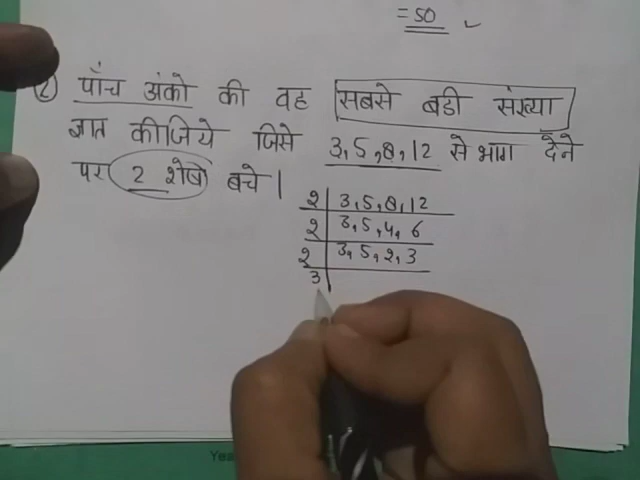 = 50
2 पाँच अंको की वह सबसे बडी संख्या
ज्ञात कीजिये जिसे 3, 5, 8, 12 से भाग देने
पर 2 शेष बचे।
2 | 3, 5, 8, 12
2 | 3, 5, 4, 6
2 | 3, 5, 2, 3
3 |